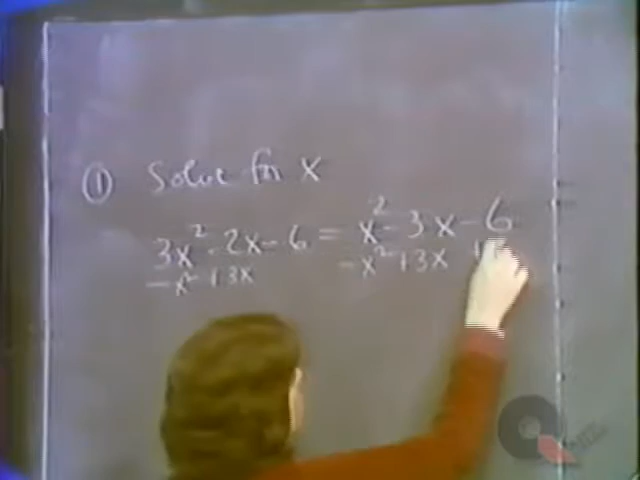 ① Solve for x
3x² - 2x - 6 = x² - 3x - 6
-x² + 3x -x² + 3x +